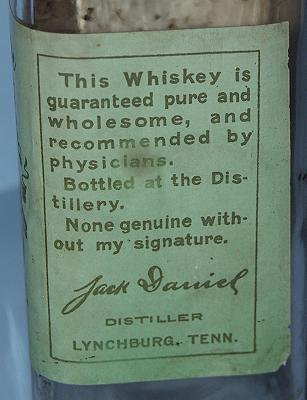 This Whiskey is
guaranteed pure and
wholesome, and
recommended by
physicians.
Bottled at the Dis-
tillery.
None genuine with-
out my signature.
Jack Daniel
DISTILLER
LYNCHBURG, TENN.